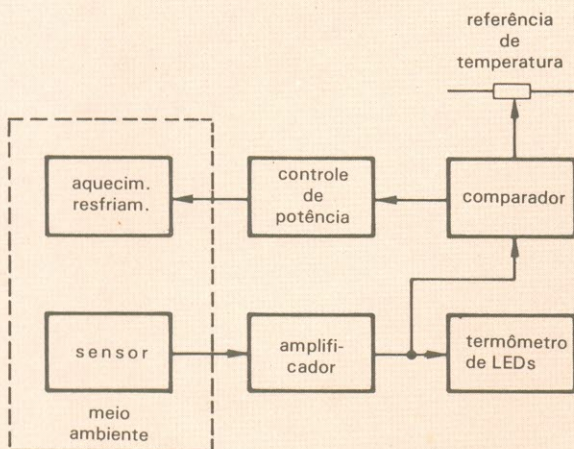 referência
de
temperatura
aquecim.
resfriam.
controle
de
potência
comparador
sensor
amplifi-
cador
termômetro
de LEDs
meio
ambiente